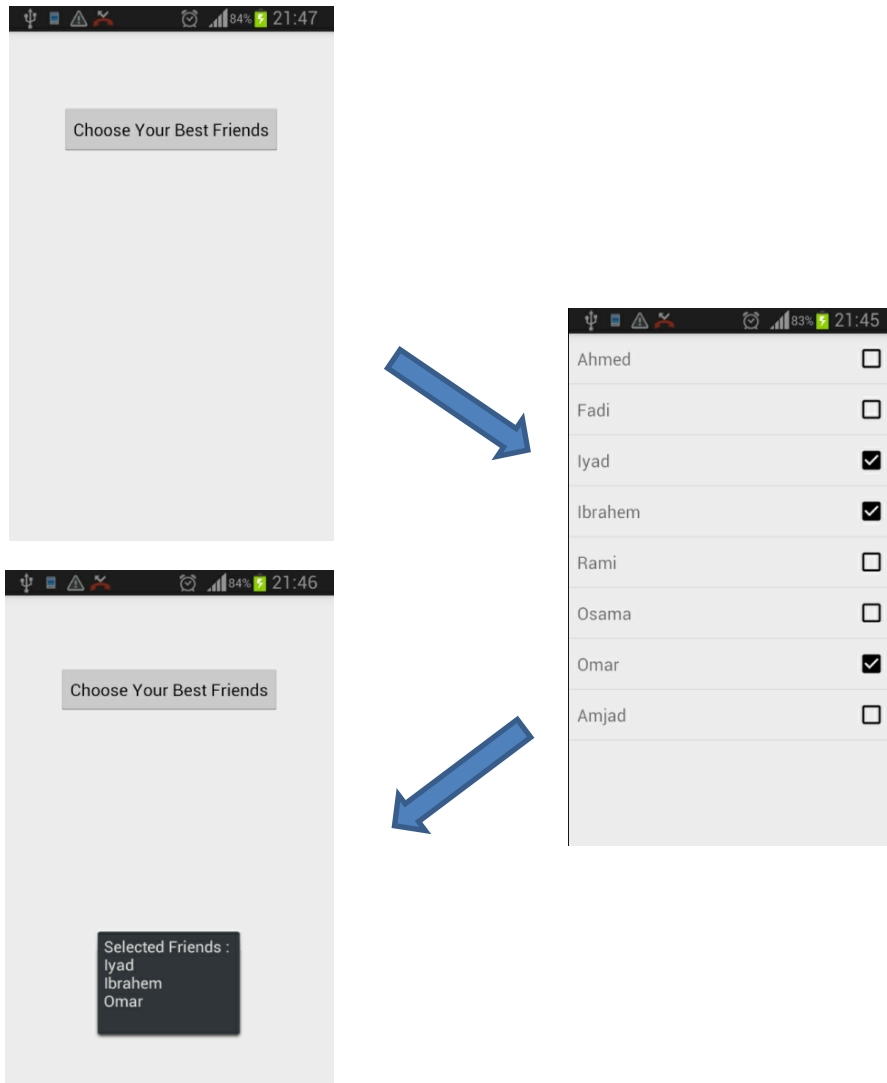 84% 21:47
Choose Your Best Friends
83% 21:45
Ahmed
Fadi
Iyad
Ibrahem
Rami
Osama
Omar
Amjad
84% 21:46
Choose Your Best Friends
Selected Friends :
Iyad
Ibrahem
Omar